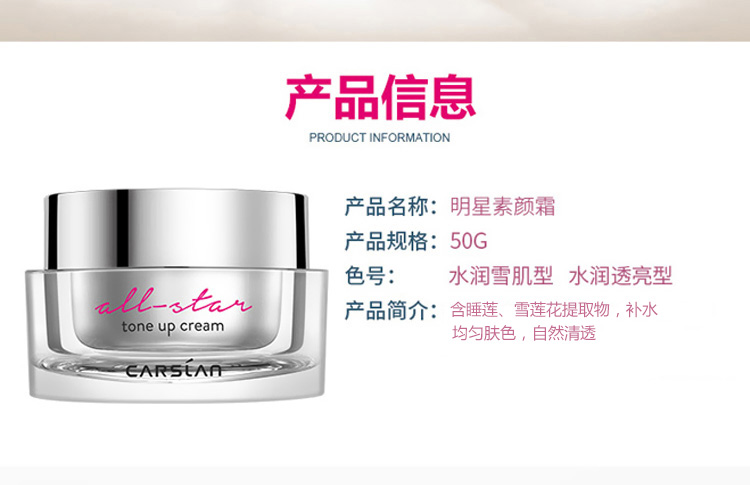 产品信息
PRODUCT INFORMATION
产品名称：明星素颜霜
产品规格：50G
色号： 水润雪肌型 水润透亮型
产品简介：含睡莲、雪莲花提取物，补水
均匀肤色，自然清透
all-star
tone up cream
CARSLAN